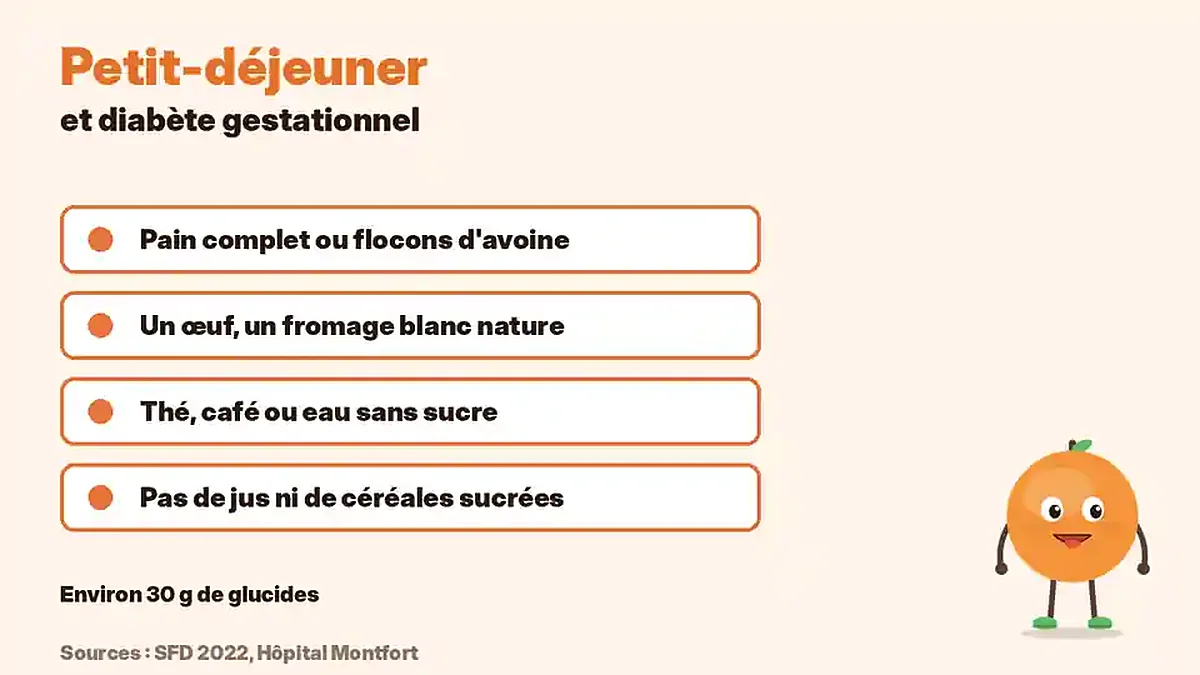 Petit-déjeuner
et diabète gestationnel
Pain complet ou flocons d'avoine
Un œuf, un fromage blanc nature
Thé, café ou eau sans sucre
Pas de jus ni de céréales sucrées
Environ 30 g de glucides
Sources : SFD 2022, Hôpital Montfort